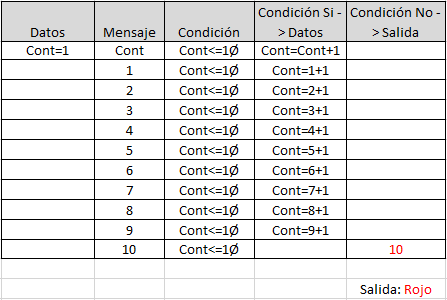 Datos Mensaje Condición Condición Si -> Datos Condición No -> Salida
Cont=1 Cont Cont<=1Ø Cont=Cont+1
1 Cont<=1Ø Cont=1+1
2 Cont<=1Ø Cont=2+1
3 Cont<=1Ø Cont=3+1
4 Cont<=1Ø Cont=4+1
5 Cont<=1Ø Cont=5+1
6 Cont<=1Ø Cont=6+1
7 Cont<=1Ø Cont=7+1
8 Cont<=1Ø Cont=8+1
9 Cont<=1Ø Cont=9+1
10 Cont<=1Ø 10
Salida: Rojo